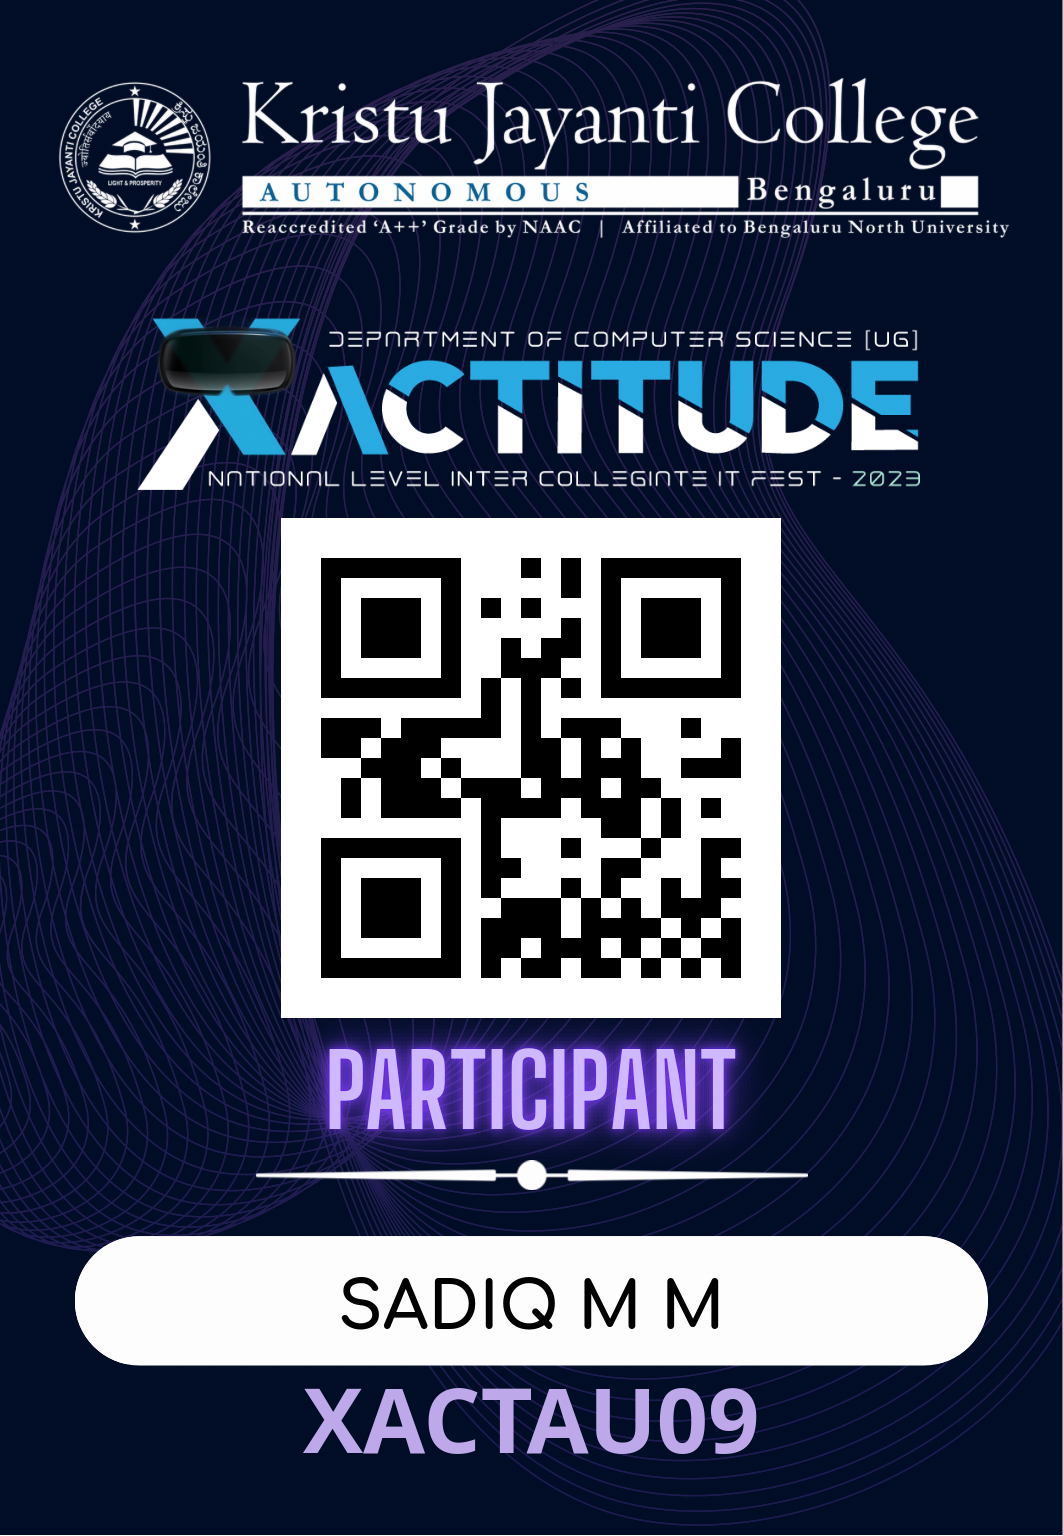 KRISTU JAYANTI COLLEGE
LIGHT & PROSPERITY
Kristu Jayanti College
AUTONOMOUS Bengaluru
Reaccredited ‘A++’ Grade by NAAC | Affiliated to Bengaluru North University
DEPARTMENT OF COMPUTER SCIENCE [UG]
XACTITUDE
NATIONAL LEVEL INTER COLLEGIATE IT FEST - 2023
PARTICIPANT
SADIQ M M
XACTAU09